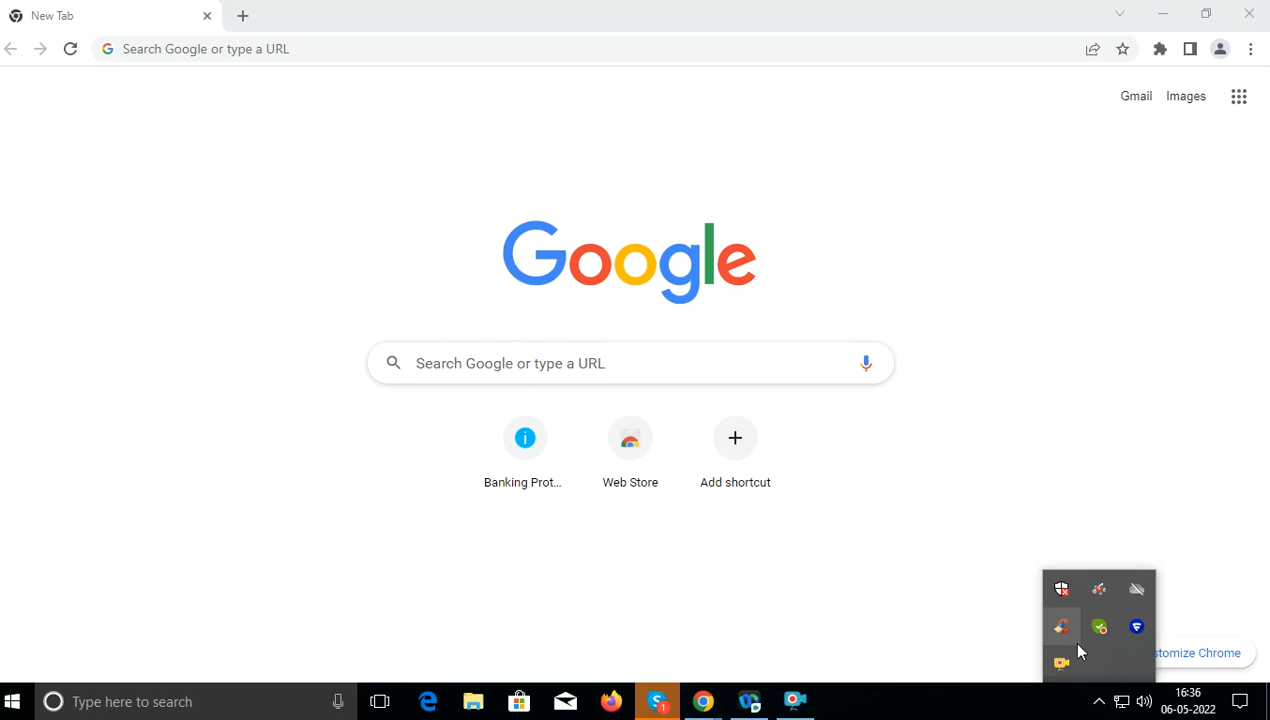 New Tab
Search Google or type a URL
Gmail Images
Google
Search Google or type a URL
Banking Prot... Web Store Add shortcut
stomize Chrome
Type here to search
S 1
16:36
06-05-2022